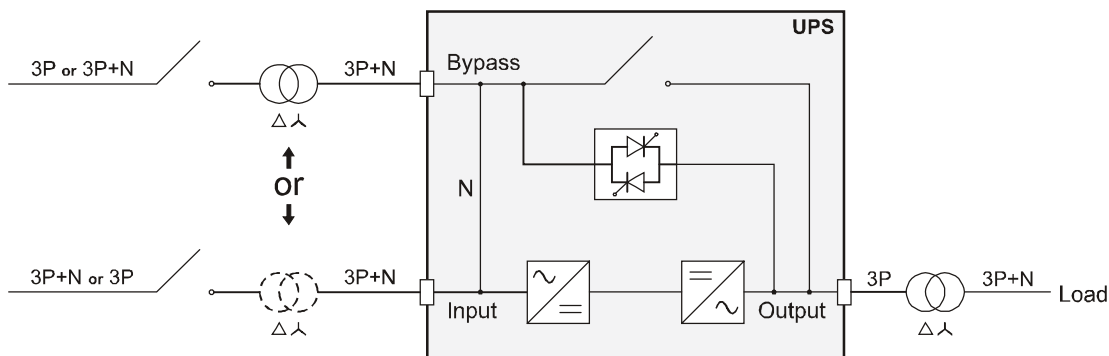 UPS
3P or 3P+N
3P+N
Bypass
or
N
3P+N or 3P
3P+N
Input
Output
3P
3P+N
Load